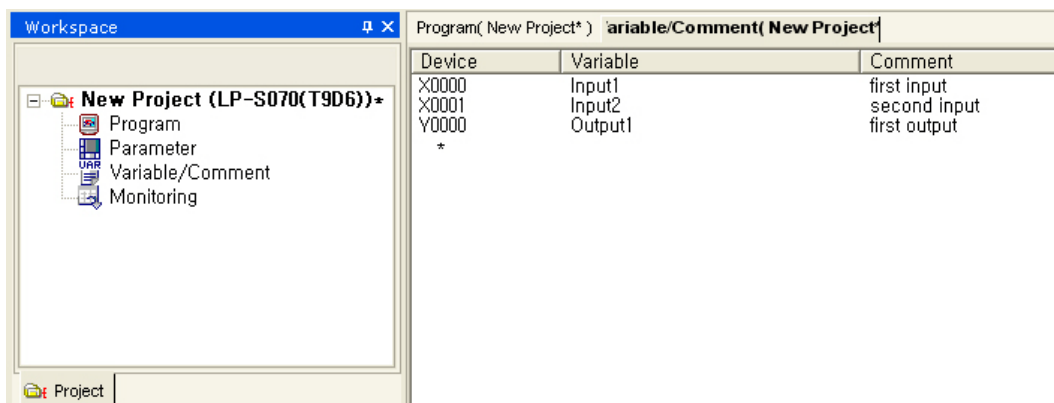 Workspace
New Project (LP-S070(T9D6))*
Program
Parameter
VAR
Variable/Comment
Monitoring
Project
Program( New Project* ) ariable/Comment( New Project*
Device Variable Comment
X0000 Input1 first input
X0001 Input2 second input
Y0000 Output1 first output
*